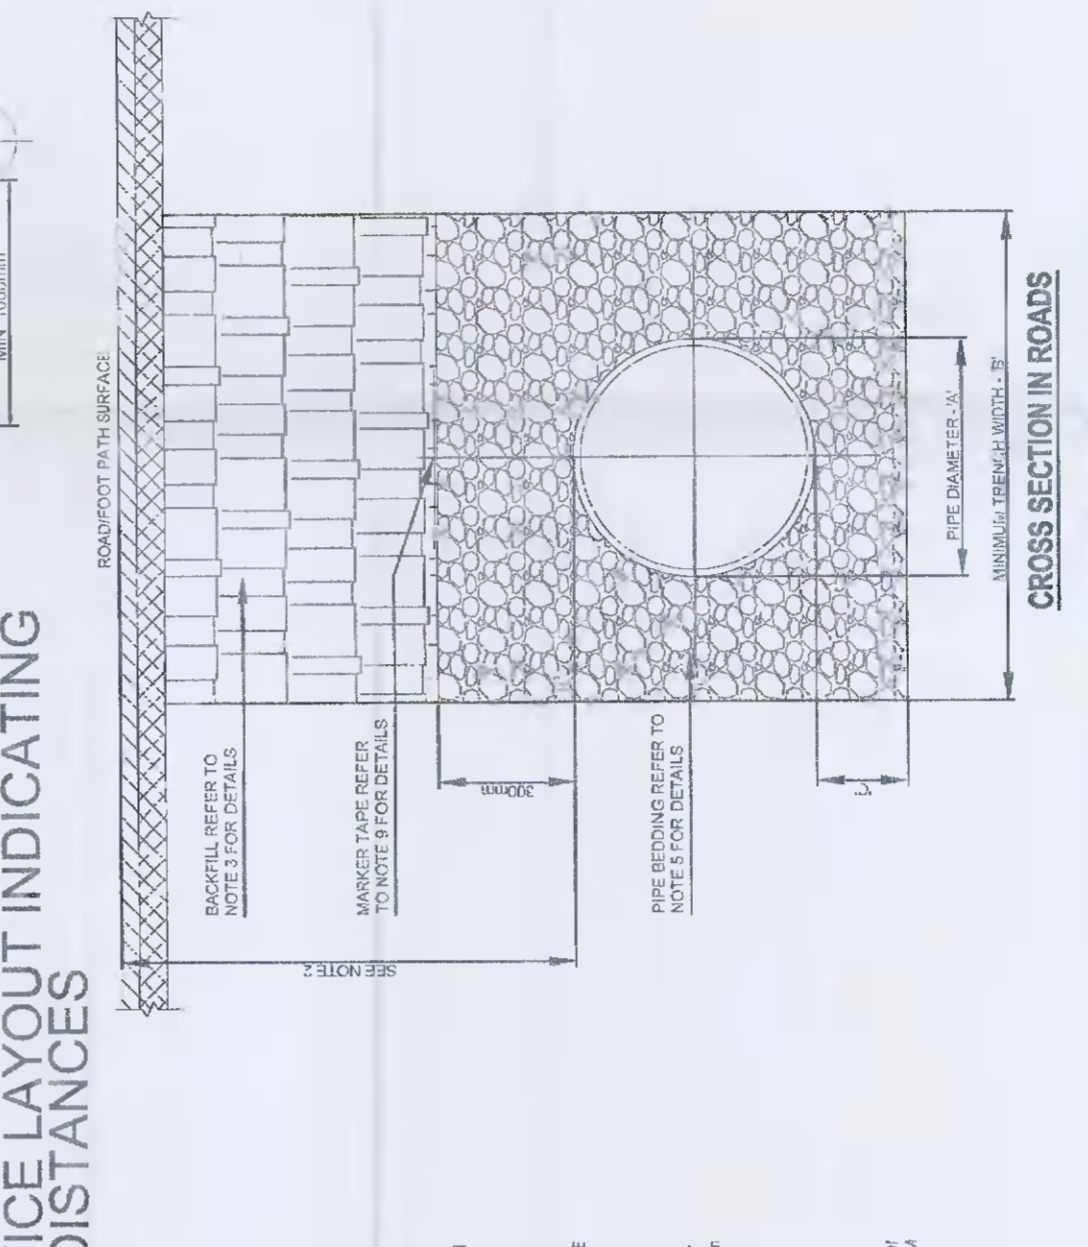 ICE LAYOUT INDICATING
DISTANCES
ROAD/FOOT PATH SURFACE
BACKFILL REFER TO
NOTE 3 FOR DETAILS
MARKER TAPE REFER
TO NOTE 9 FOR DETAILS
300mm
SEE NOTE 2
PIPE BEDDING REFER TO
NOTE 5 FOR DETAILS
"C"
PIPE DIAMETER - 'A'
MINIMUM TRENCH WIDTH - 'B'
CROSS SECTION IN ROADS